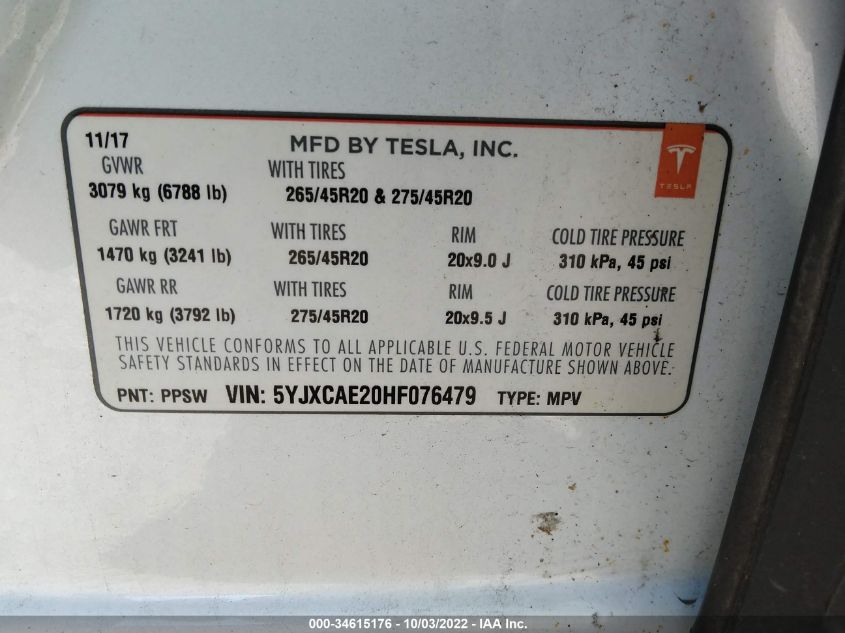 11/17 MFD BY TESLA, INC.
GVWR WITH TIRES
3079 kg (6788 lb) 265/45R20 & 275/45R20
TESLA
GAWR FRT WITH TIRES RIM COLD TIRE PRESSURE
1470 kg (3241 lb) 265/45R20 20x9.0 J 310 kPa, 45 psi
GAWR RR WITH TIRES RIM COLD TIRE PRESSURE
1720 kg (3792 lb) 275/45R20 20x9.5 J 310 kPa, 45 psi
THIS VEHICLE CONFORMS TO ALL APPLICABLE U.S. FEDERAL MOTOR VEHICLE
SAFETY STANDARDS IN EFFECT ON THE DATE OF MANUFACTURE SHOWN ABOVE.
PNT: PPSW VIN: 5YJXCAE20HF076479 TYPE: MPV
000-34615176 - 10/03/2022 - IAA Inc.